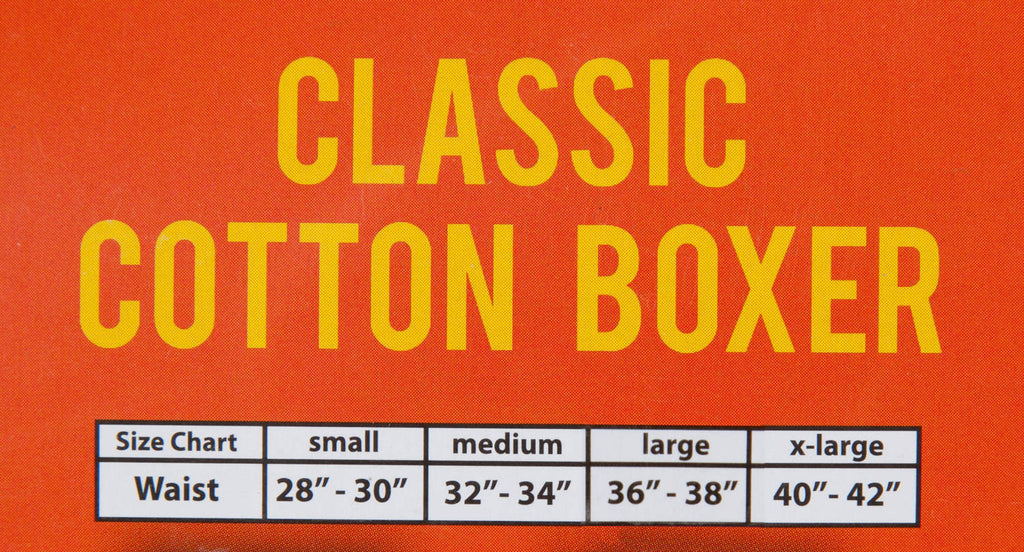 CLASSIC
COTTON BOXER
Size Chart small medium large x-large
Waist 28” - 30” 32”- 34” 36” - 38” 40”- 42”